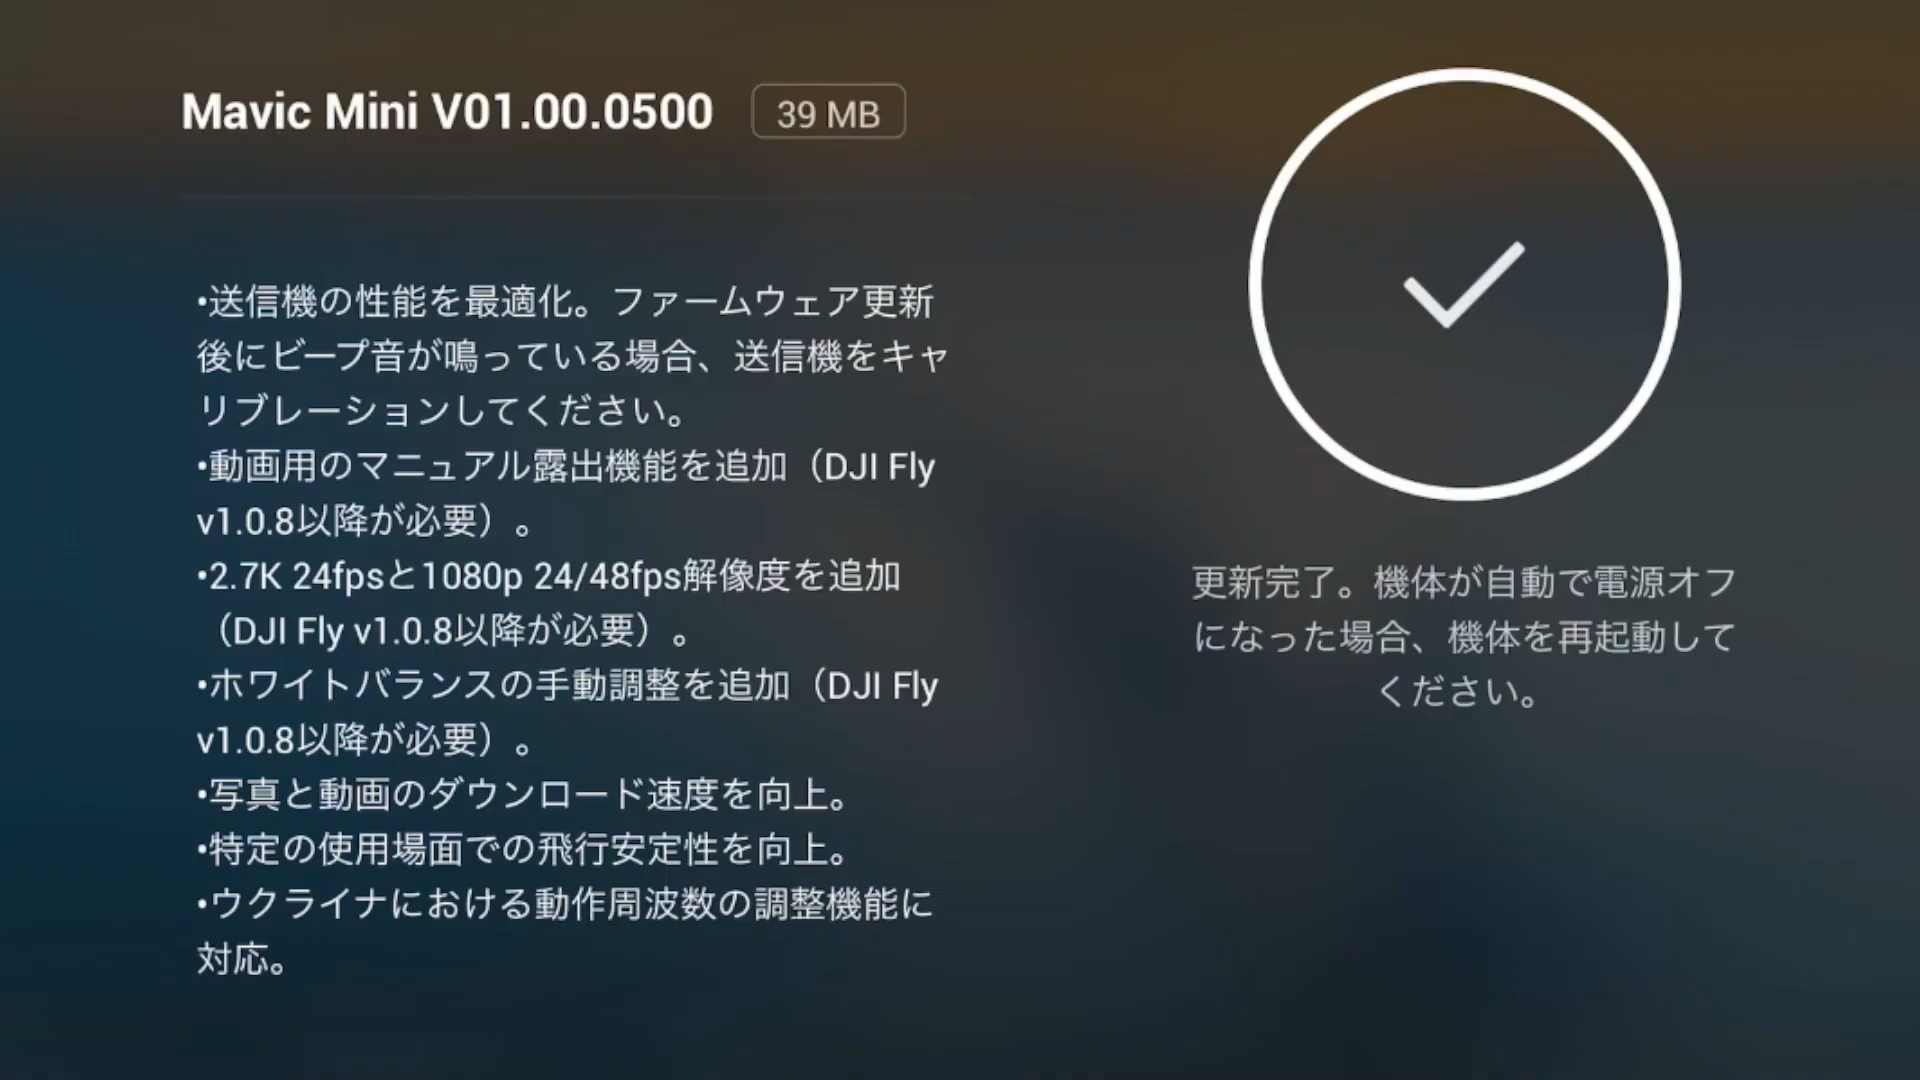 Mavic Mini V01.00.0500
39 MB
•送信機の性能を最適化。ファームウェア更新
後にビープ音が鳴っている場合、送信機をキャ
リブレーションしてください。
•動画用のマニュアル露出機能を追加（DJI Fly
v1.0.8以降が必要）。
•2.7K 24fpsと1080p 24/48fps解像度を追加
（DJI Fly v1.0.8以降が必要）。
•ホワイトバランスの手動調整を追加（DJI Fly
v1.0.8以降が必要）。
•写真と動画のダウンロード速度を向上。
•特定の使用場面での飛行安定性を向上。
•ウクライナにおける動作周波数の調整機能に
対応。
更新完了。機体が自動で電源オフ
になった場合、機体を再起動して
ください。